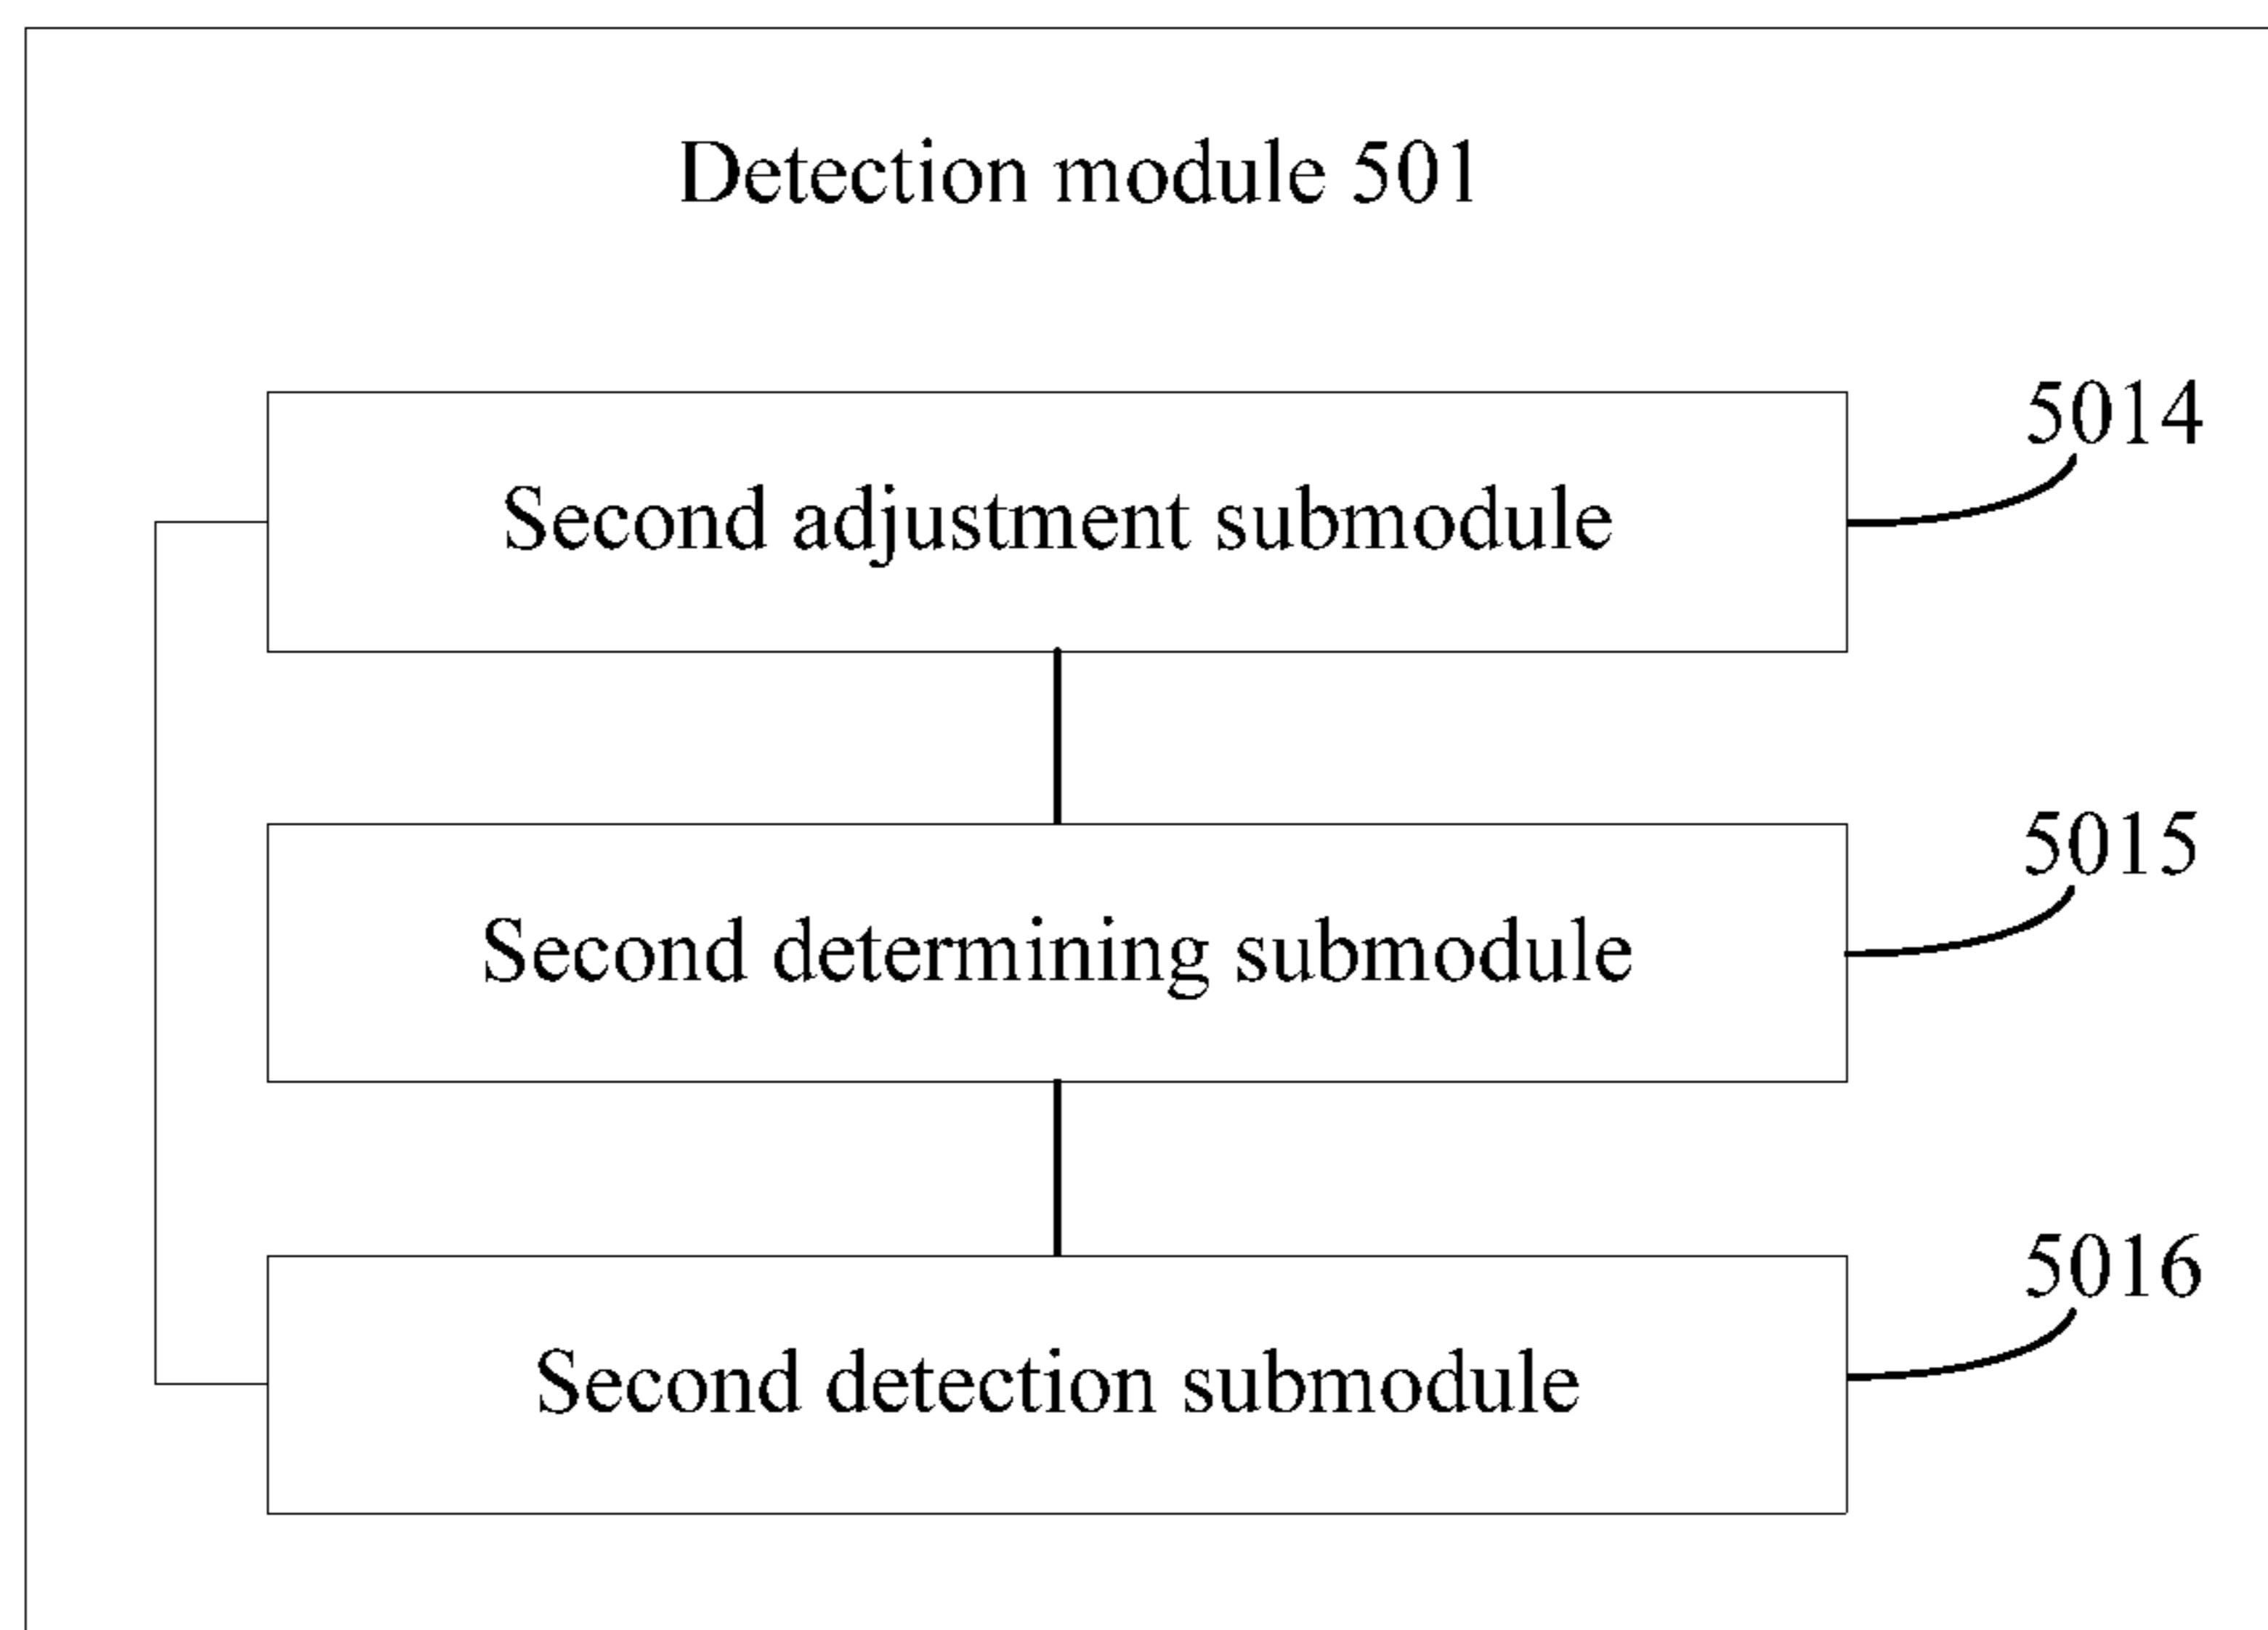 Detection module 501
5014
Second adjustment submodule
5015
Second determining submodule
5016
Second detection submodule